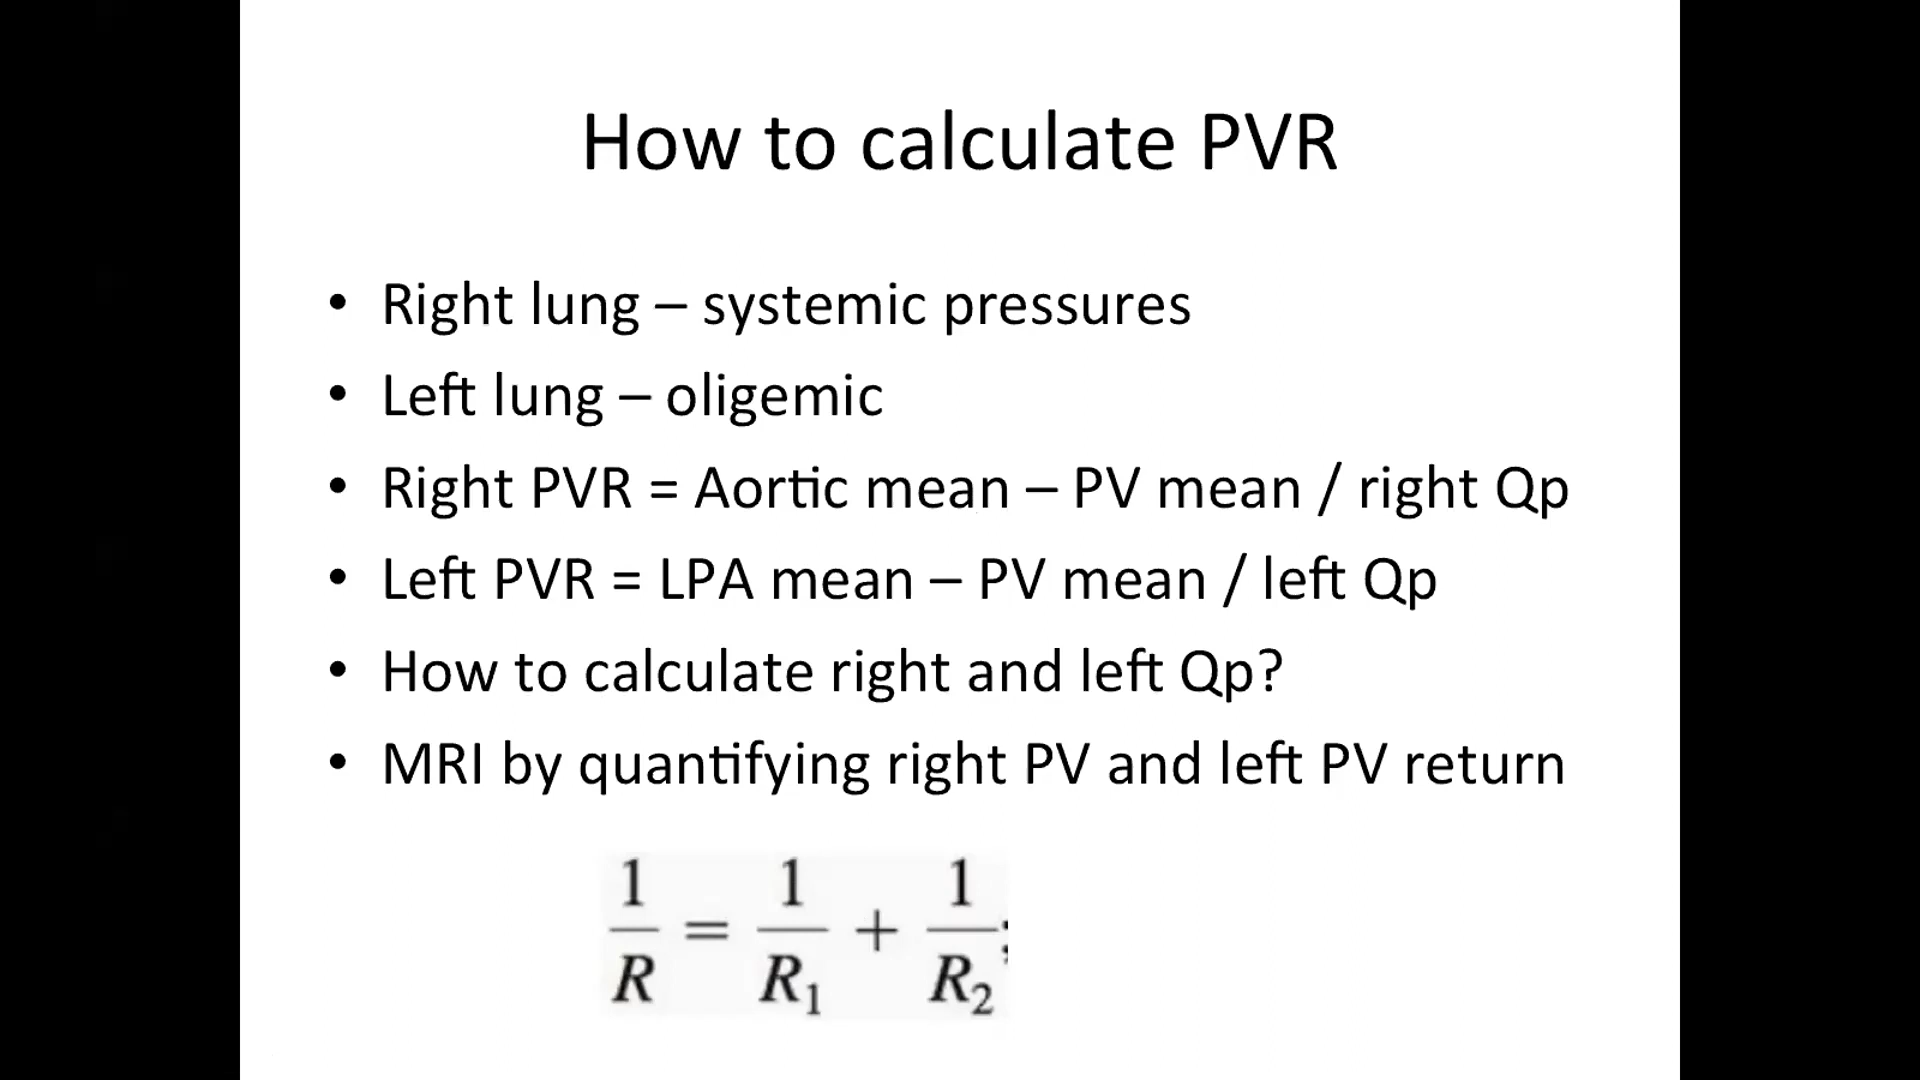 How to calculate PVR
• Right lung – systemic pressures
• Left lung – oligemic
• Right PVR = Aortic mean – PV mean / right Qp
• Left PVR = LPA mean – PV mean / left Qp
• How to calculate right and left Qp?
• MRI by quantifying right PV and left PV return
1/R = 1/R₁ + 1/R₂;